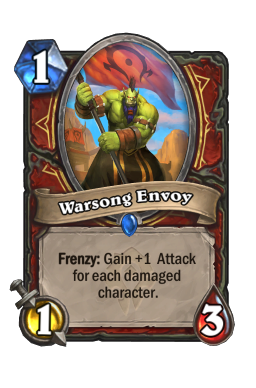 1
Warsong Envoy
Frenzy: Gain +1 Attack
for each damaged
character.
1
3